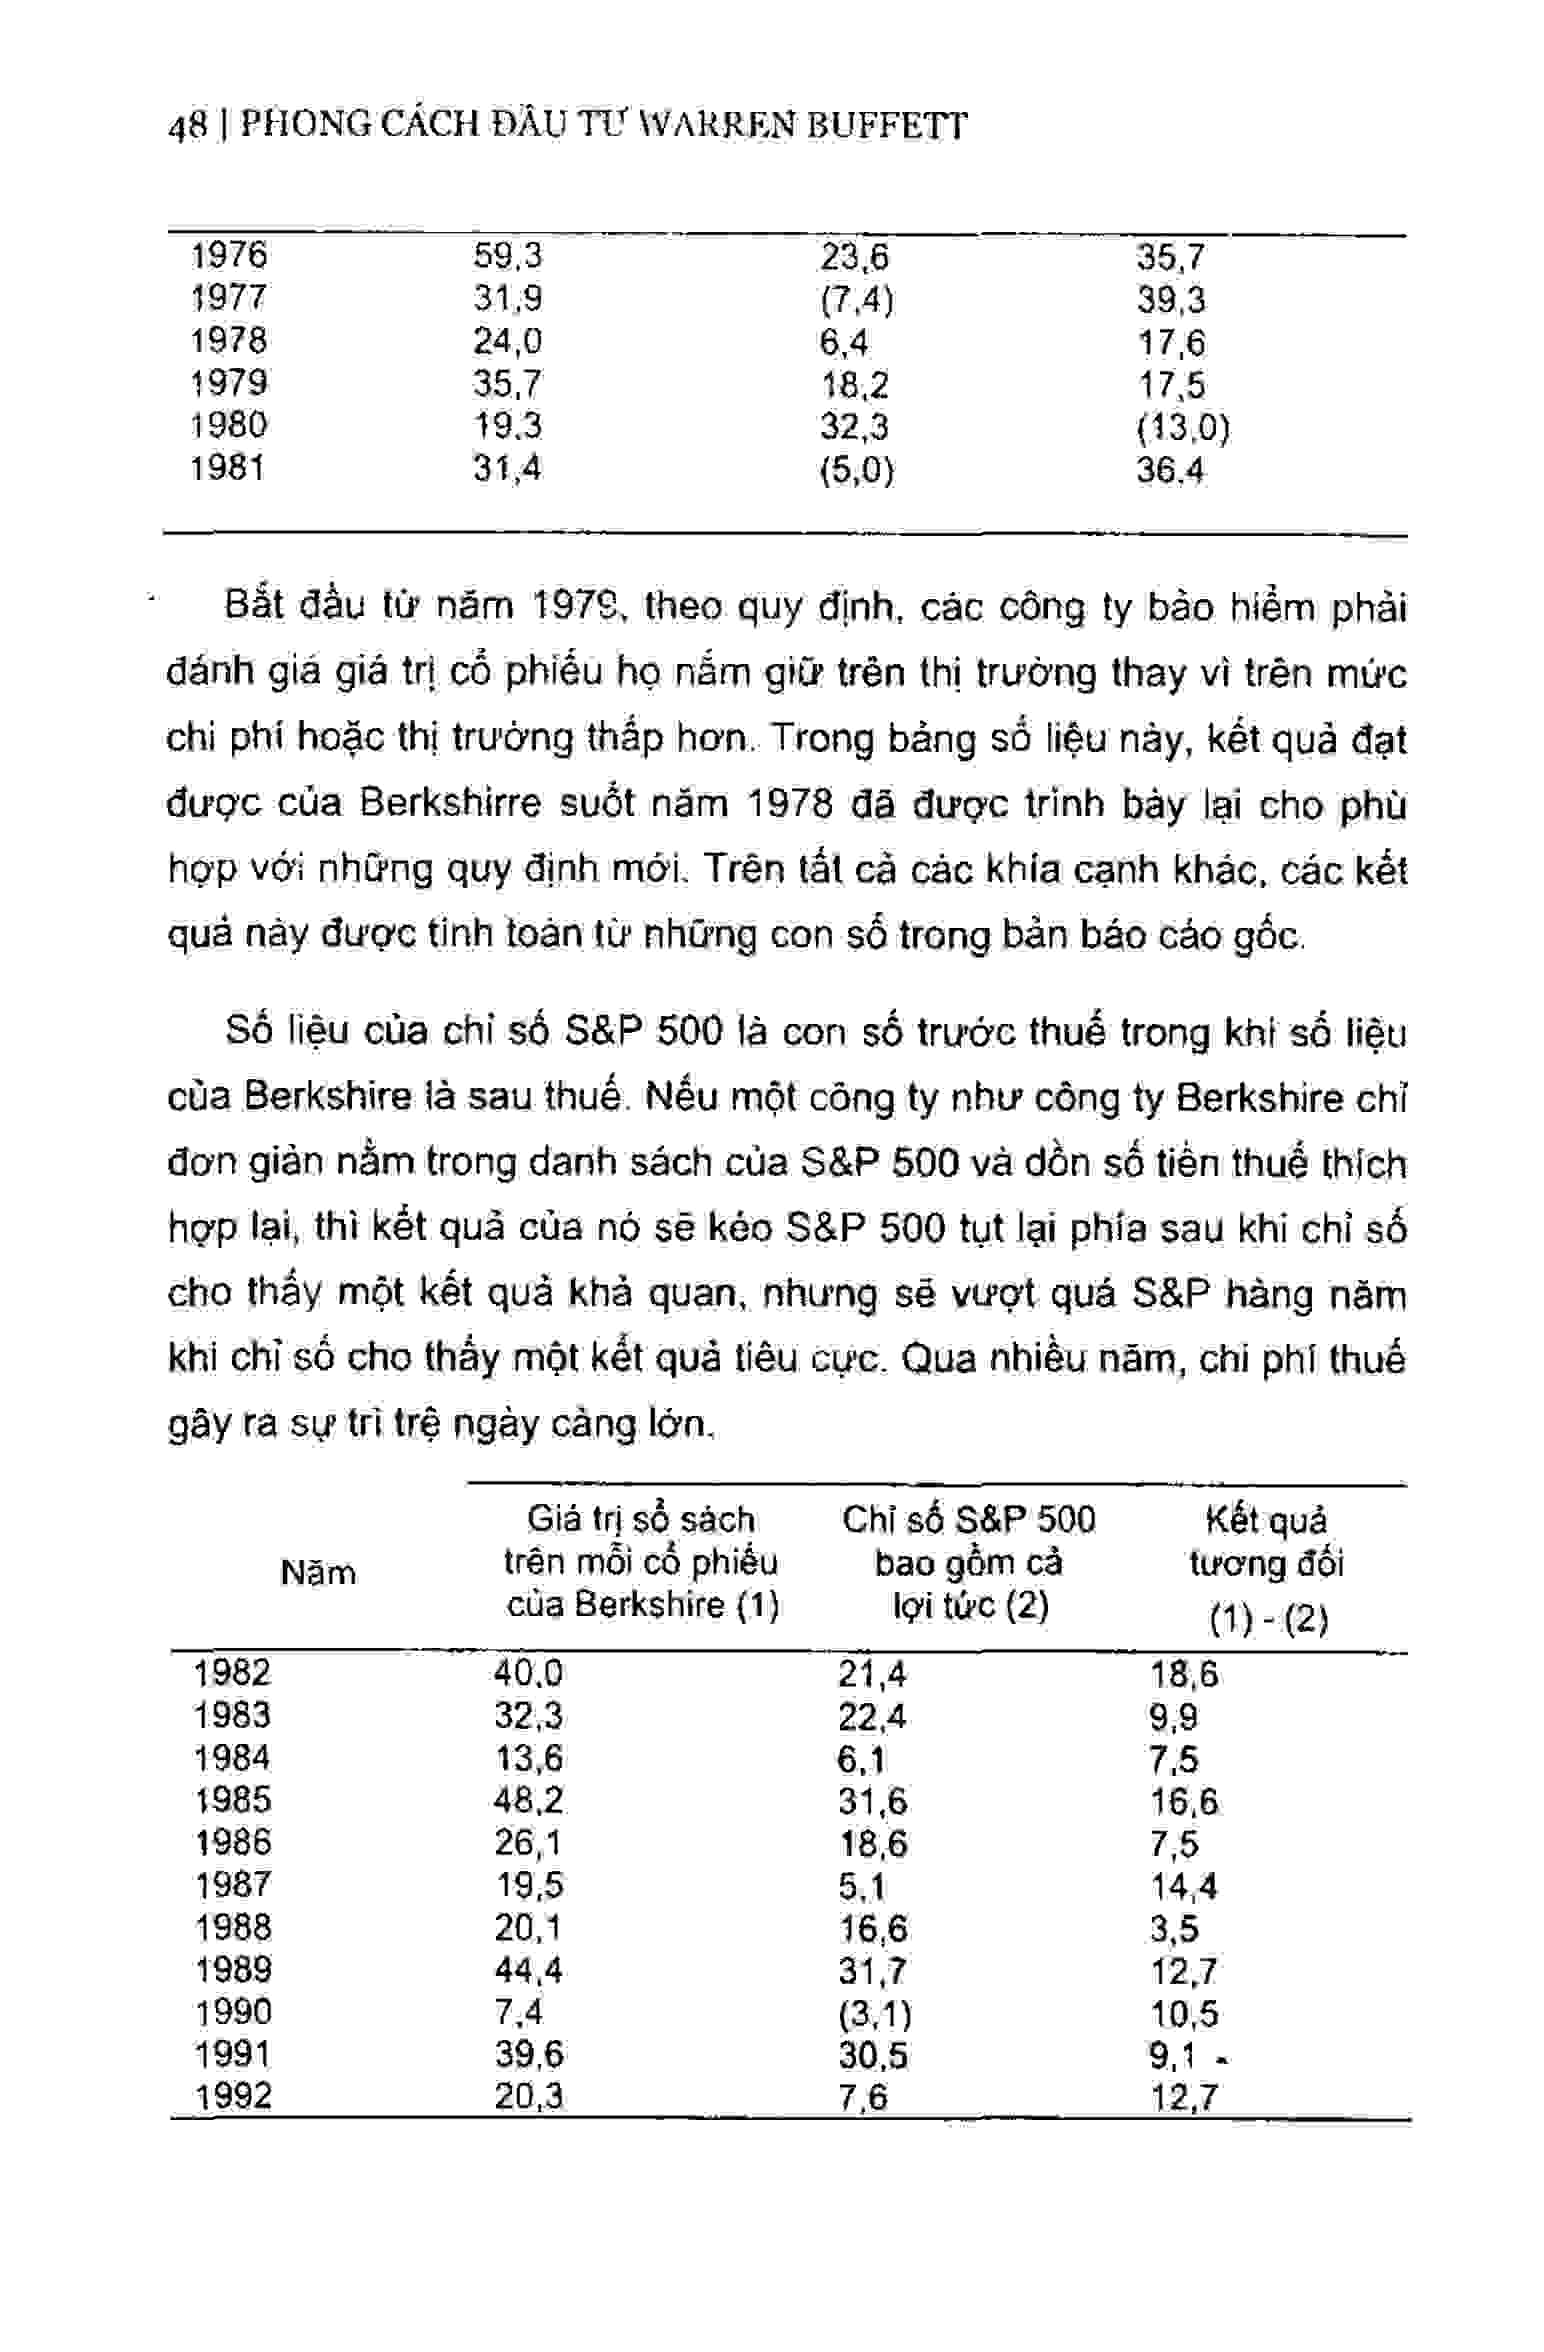 48 | PHONG CÁCH ĐẦU TƯ WARREN BUFFETT
1976 59,3 23,6 35,7
1977 31,9 (7,4) 39,3
1978 24,0 6,4 17,6
1979 35,7 18,2 17,5
1980 19,3 32,3 (13,0)
1981 31,4 (5,0) 36,4
Bắt đầu từ năm 1979, theo quy định, các công ty bảo hiểm phải
đánh giá giá trị cổ phiếu họ nắm giữ trên thị trường thay vì trên mức
chi phí hoặc thị trường thấp hơn. Trong bảng số liệu này, kết quả đạt
được của Berkshirre suốt năm 1978 đã được trình bày lại cho phù
hợp với những quy định mới. Trên tất cả các khía cạnh khác, các kết
quả này được tính toán từ những con số trong bản báo cáo gốc.
Số liệu của chỉ số S&P 500 là con số trước thuế trong khi số liệu
của Berkshire là sau thuế. Nếu một công ty như công ty Berkshire chỉ
đơn giản nằm trong danh sách của S&P 500 và dồn số tiền thuế thích
hợp lại, thì kết quả của nó sẽ kéo S&P 500 tụt lại phía sau khi chỉ số
cho thấy một kết quả khả quan, nhưng sẽ vượt quá S&P hàng năm
khi chỉ số cho thấy một kết quả tiêu cực. Qua nhiều năm, chi phí thuế
gây ra sự trì trệ ngày càng lớn.
Năm
Giá trị sổ sách
trên mỗi cổ phiếu
của Berkshire (1)
Chỉ số S&P 500
bao gồm cả
lợi tức (2)
Kết quả
tương đối
(1) - (2)
1982 40,0 21,4 18,6
1983 32,3 22,4 9,9
1984 13,6 6,1 7,5
1985 48,2 31,6 16,6
1986 26,1 18,6 7,5
1987 19,5 5,1 14,4
1988 20,1 16,6 3,5
1989 44,4 31,7 12,7
1990 7,4 (3,1) 10,5
1991 39,6 30,5 9,1
1992 20,3 7,6 12,7